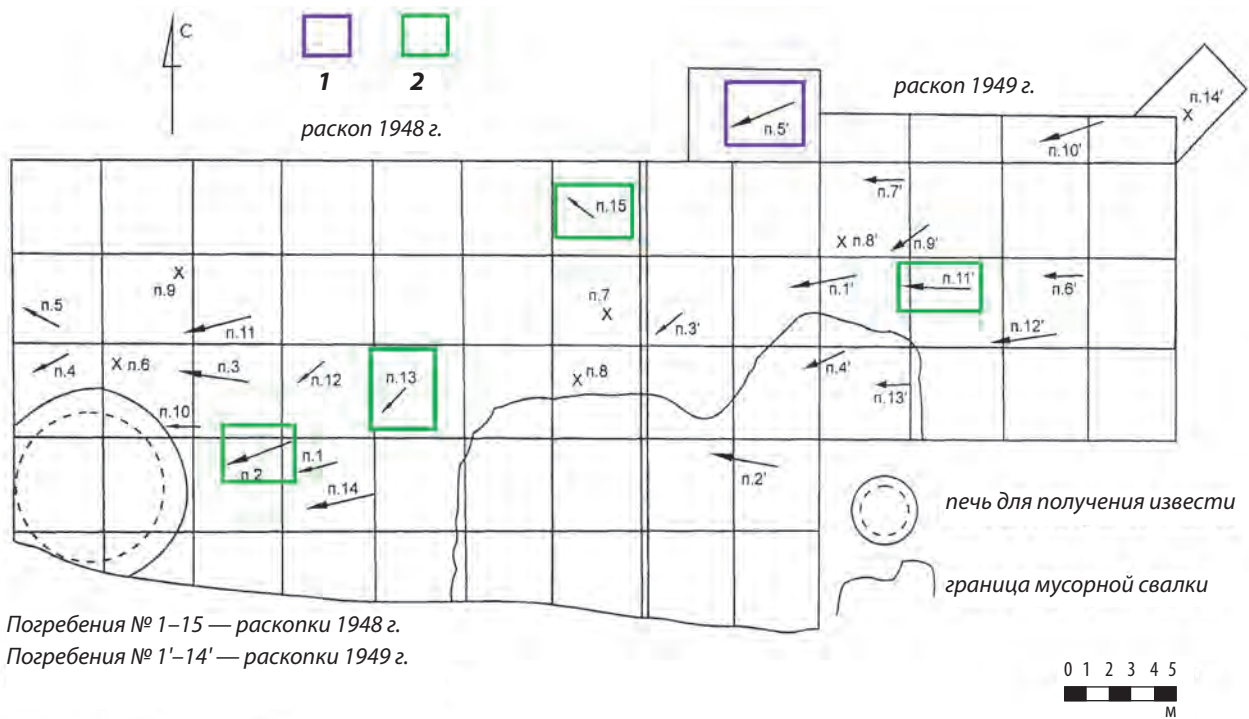 С
1 2
раскоп 1948 г.
раскоп 1949 г.
п.5'
п.14'
п.10'
п.7'
п.15
п.8'
п.9'
п.9
п.7
п.1'
п.11'
п.6'
п.5
п.11
п.3'
п.12'
п.4
п.6
п.3
п.12
п.13
п.8
п.4'
п.13'
п.10
п.1
п.2
п.14
п.2'
печь для получения извести
граница мусорной свалки
Погребения № 1–15 — раскопки 1948 г.
Погребения № 1'–14' — раскопки 1949 г.
0 1 2 3 4 5
М